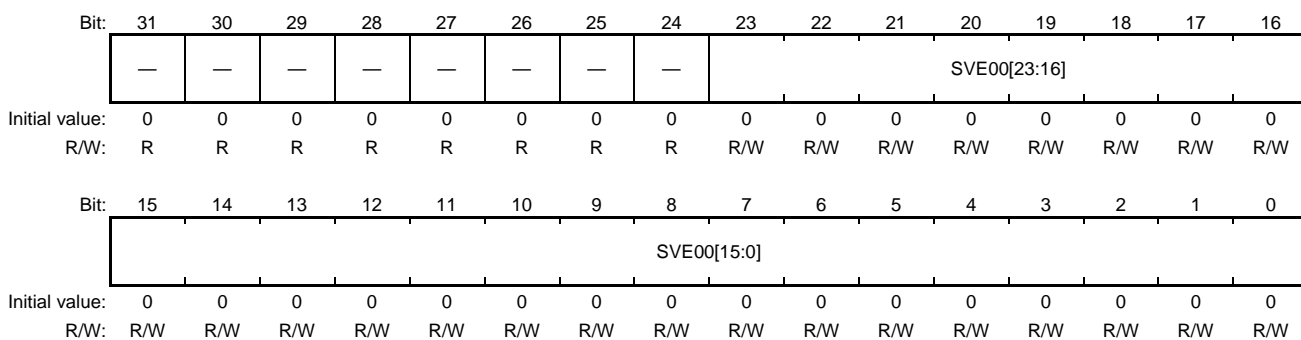 Bit: 31 30 29 28 27 26 25 24 23 22 21 20 19 18 17 16
— — — — — — — — SVE00[23:16]
Initial value: 0 0 0 0 0 0 0 0 0 0 0 0 0 0 0 0
R/W: R R R R R R R R R/W R/W R/W R/W R/W R/W R/W R/W
Bit: 15 14 13 12 11 10 9 8 7 6 5 4 3 2 1 0
SVE00[15:0]
Initial value: 0 0 0 0 0 0 0 0 0 0 0 0 0 0 0 0
R/W: R/W R/W R/W R/W R/W R/W R/W R/W R/W R/W R/W R/W R/W R/W R/W R/W